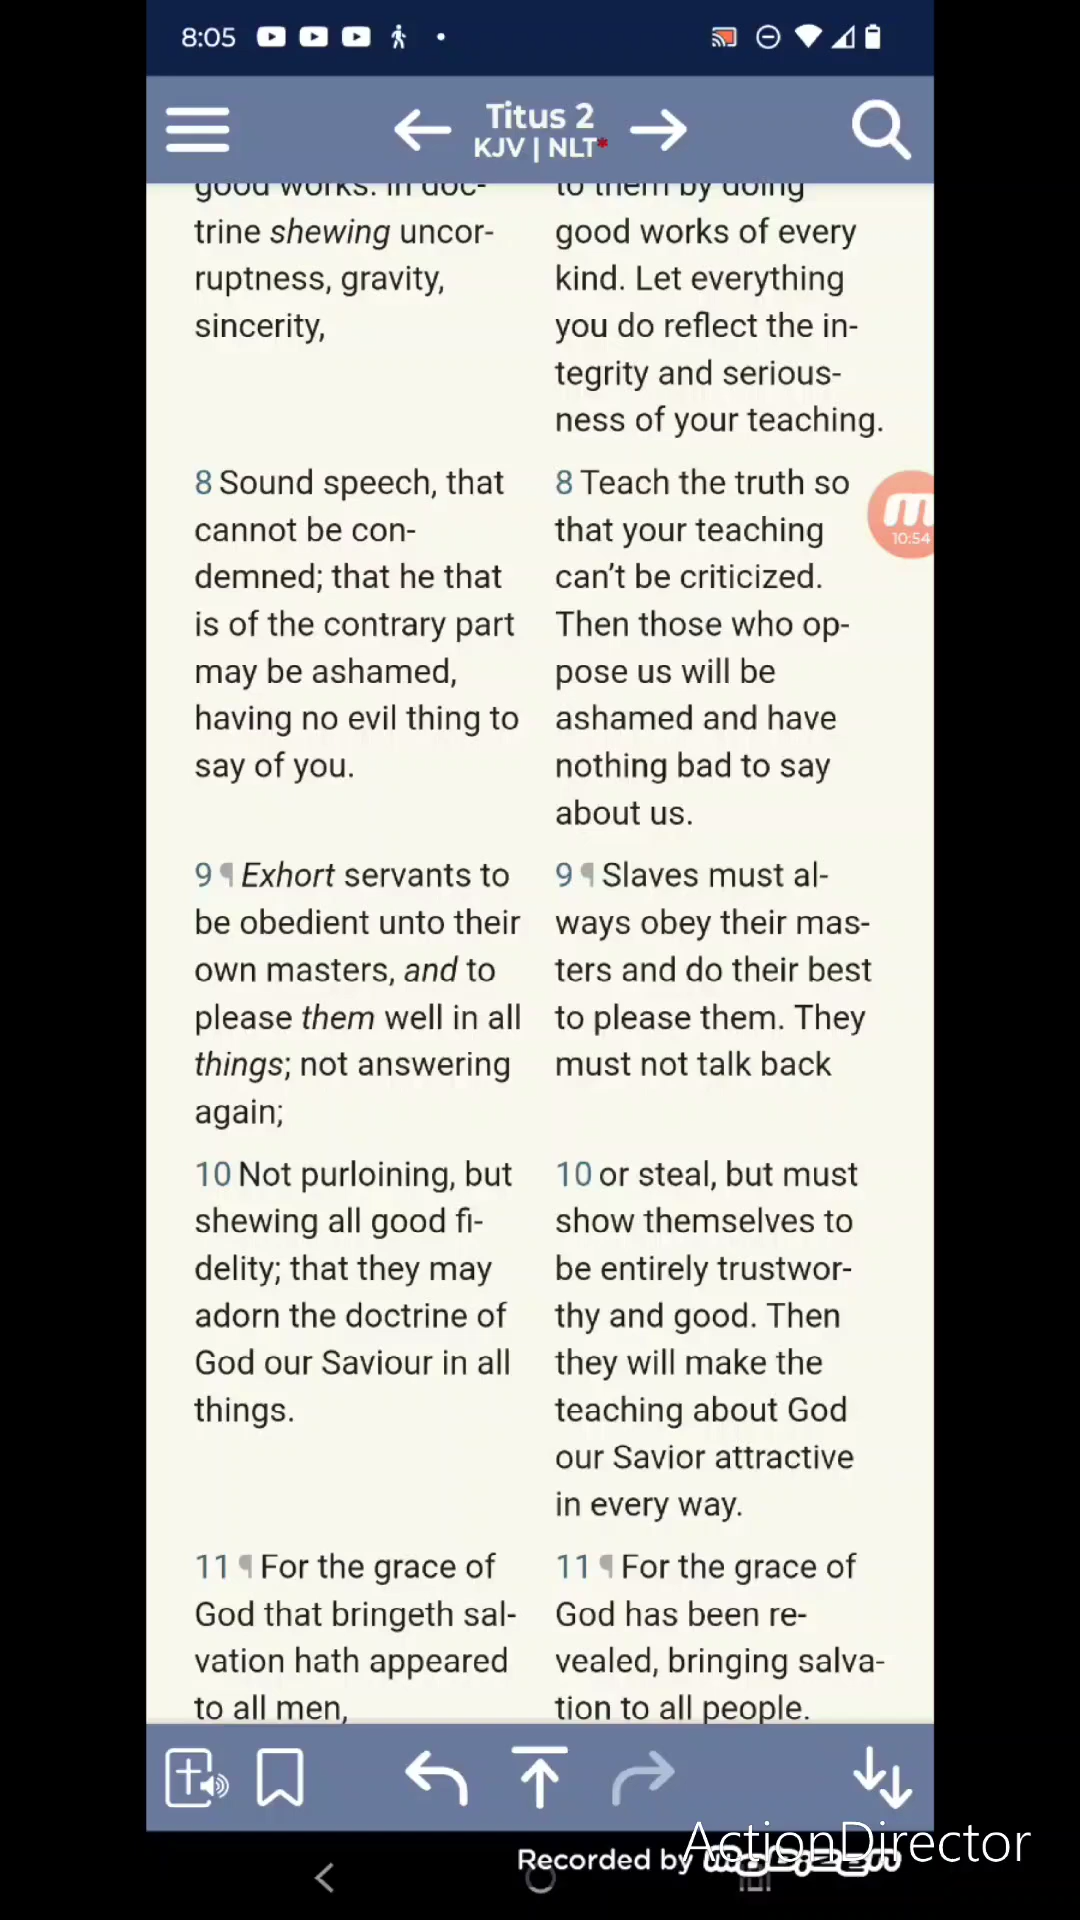 8:05
Titus 2
KJV | NLT*
good works: in doc-
trine shewing uncor-
ruptness, gravity,
sincerity,
to them by doing
good works of every
kind. Let everything
you do reflect the in-
tegrity and serious-
ness of your teaching.
8 Sound speech, that
cannot be con-
demned; that he that
is of the contrary part
may be ashamed,
having no evil thing to
say of you.
8 Teach the truth so
that your teaching
can't be criticized.
Then those who op-
pose us will be
ashamed and have
nothing bad to say
about us.
10:54
9 ¶ Exhort servants to
be obedient unto their
own masters, and to
please them well in all
things; not answering
again;
9 ¶ Slaves must al-
ways obey their mas-
ters and do their best
to please them. They
must not talk back
10 Not purloining, but
shewing all good fi-
delity; that they may
adorn the doctrine of
God our Saviour in all
things.
10 or steal, but must
show themselves to
be entirely trustwor-
thy and good. Then
they will make the
teaching about God
our Savior attractive
in every way.
11 ¶ For the grace of
God that bringeth sal-
vation hath appeared
to all men,
11 ¶ For the grace of
God has been re-
vealed, bringing salva-
tion to all people.
ActionDirector
Recorded by mobizen